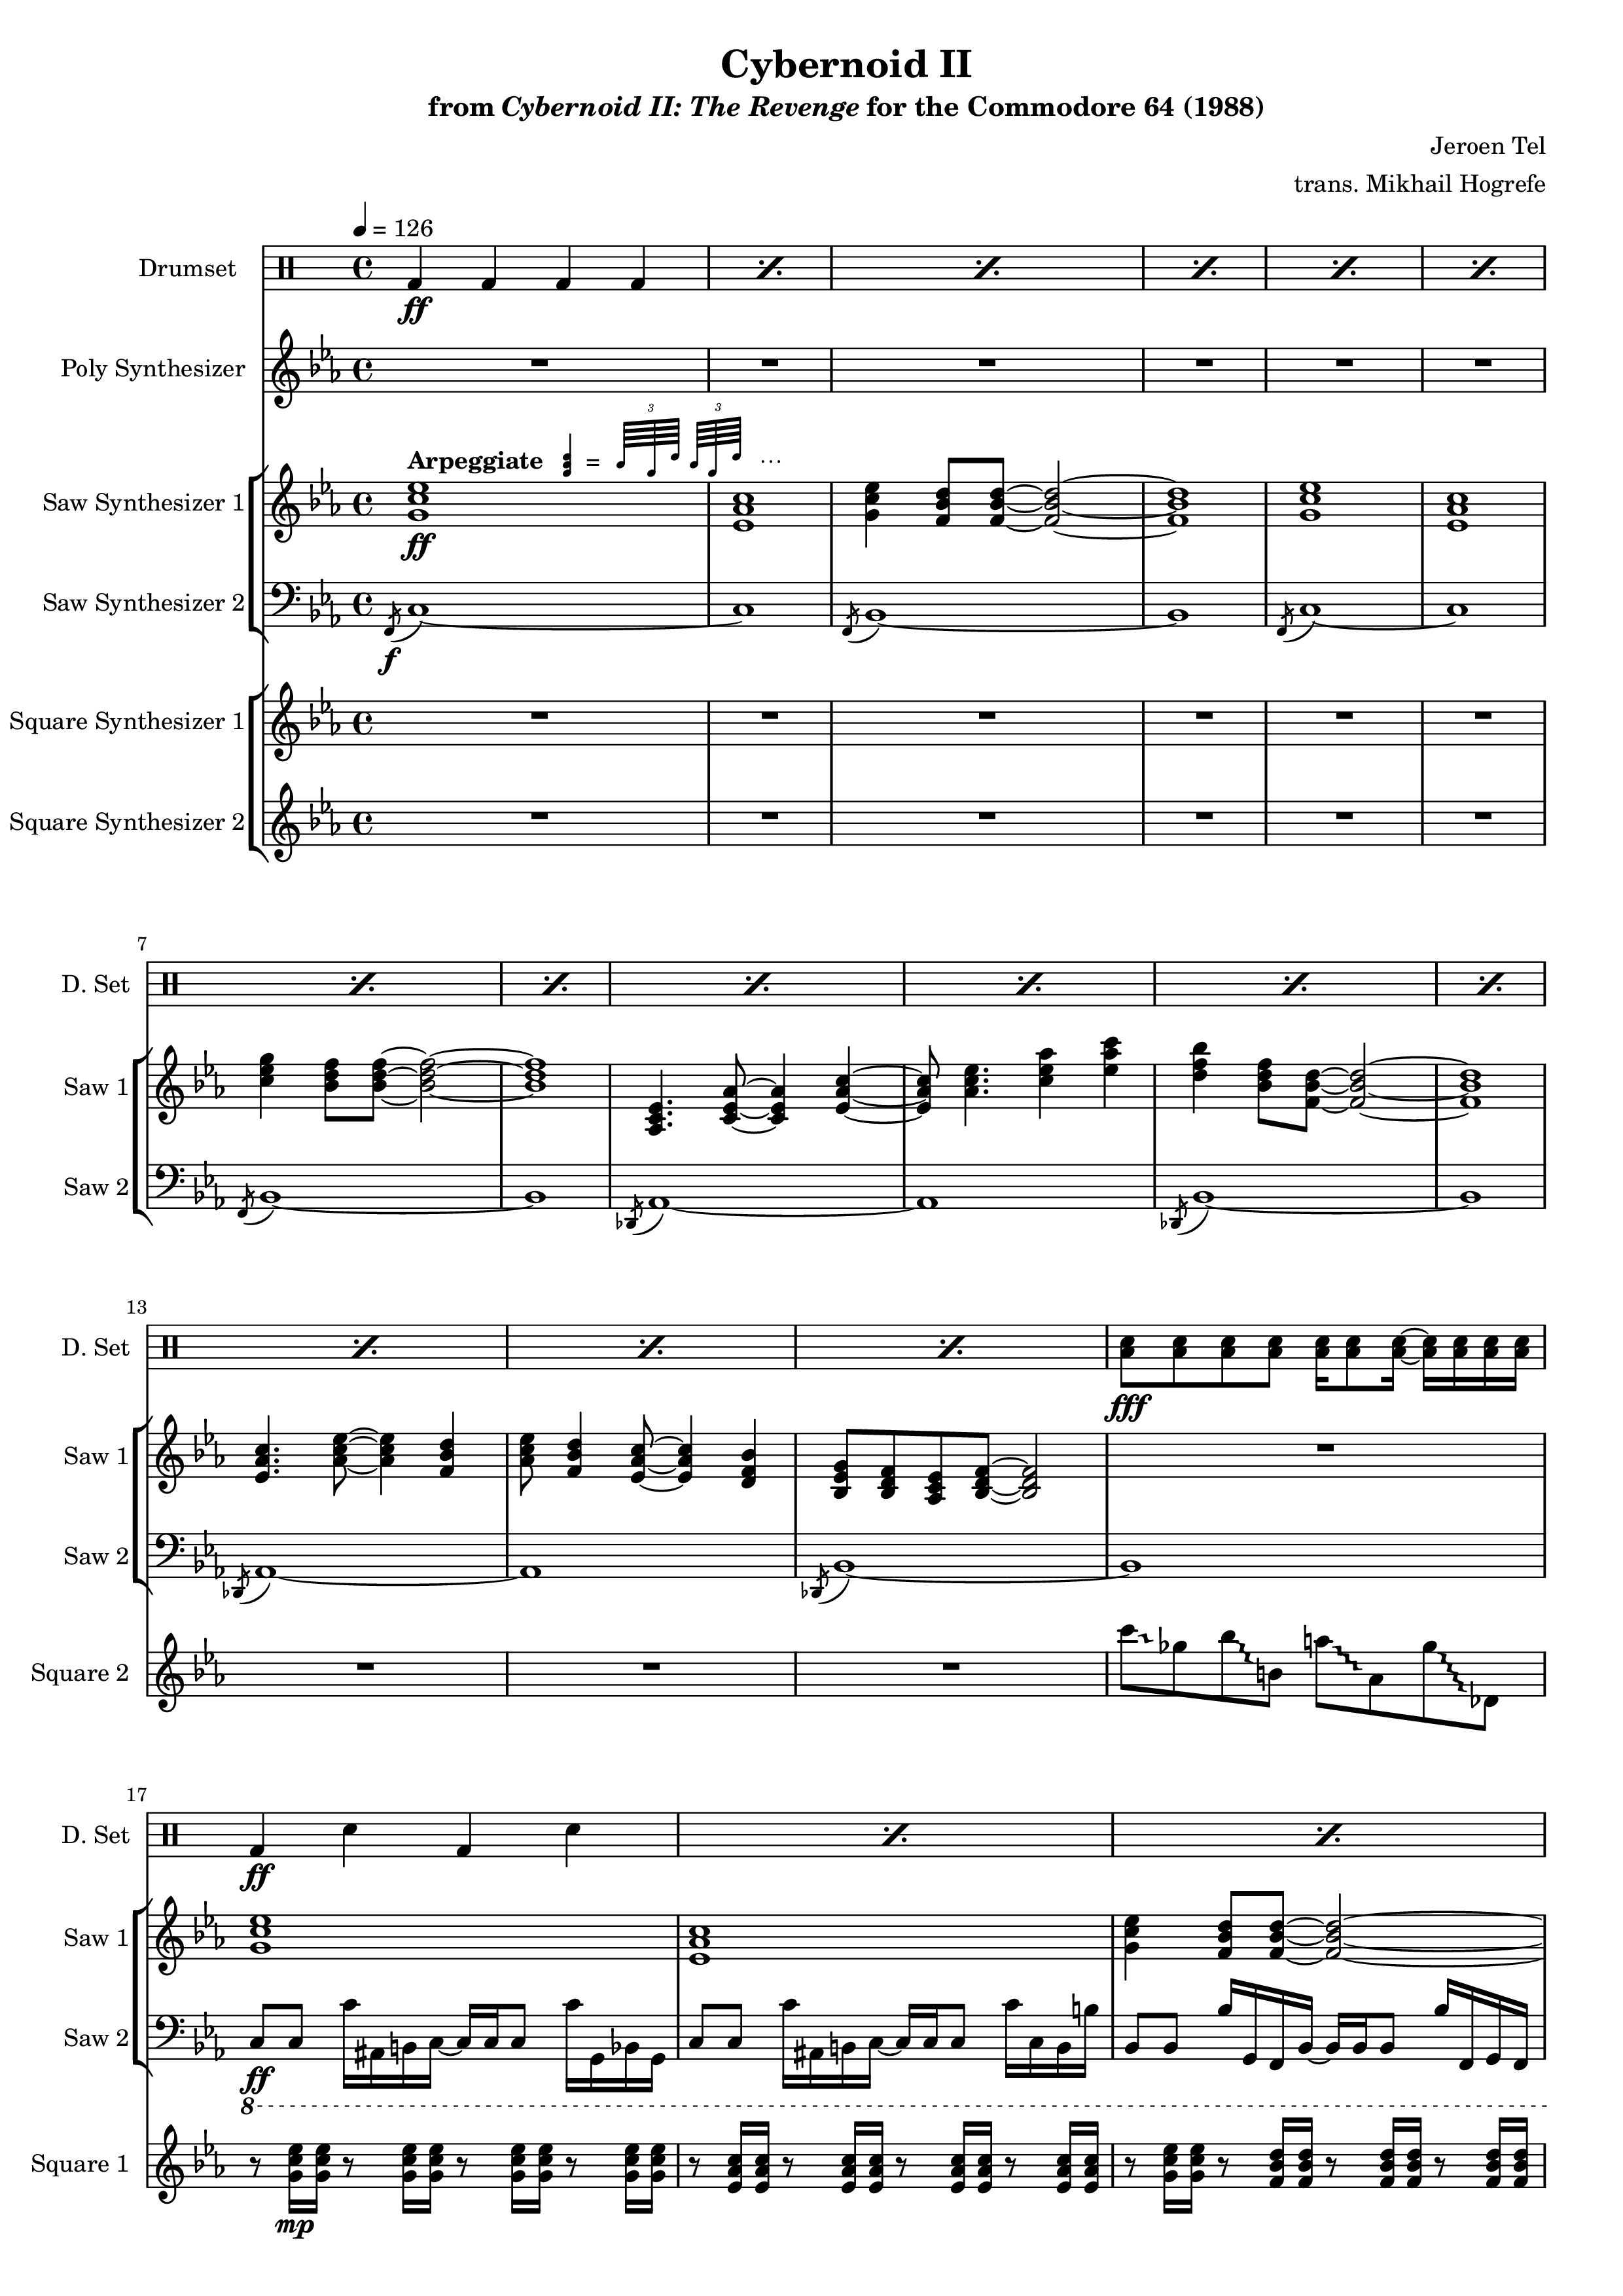 Cybernoid II
from Cybernoid II: The Revenge for the Commodore 64 (1988)
Jeroen Tel
trans. Mikhail Hogrefe
= 126
Drumset
ff
Poly Synthesizer
Arpeggiate = 3 3 ...
Saw Synthesizer 1
ff
Saw Synthesizer 2
f
Square Synthesizer 1
Square Synthesizer 2
7
D. Set
Saw 1
Saw 2
13
D. Set
fff
Saw 1
Saw 2
Square 2
17
D. Set
ff
Saw 1
Saw 2
ff
8
Square 1
mp